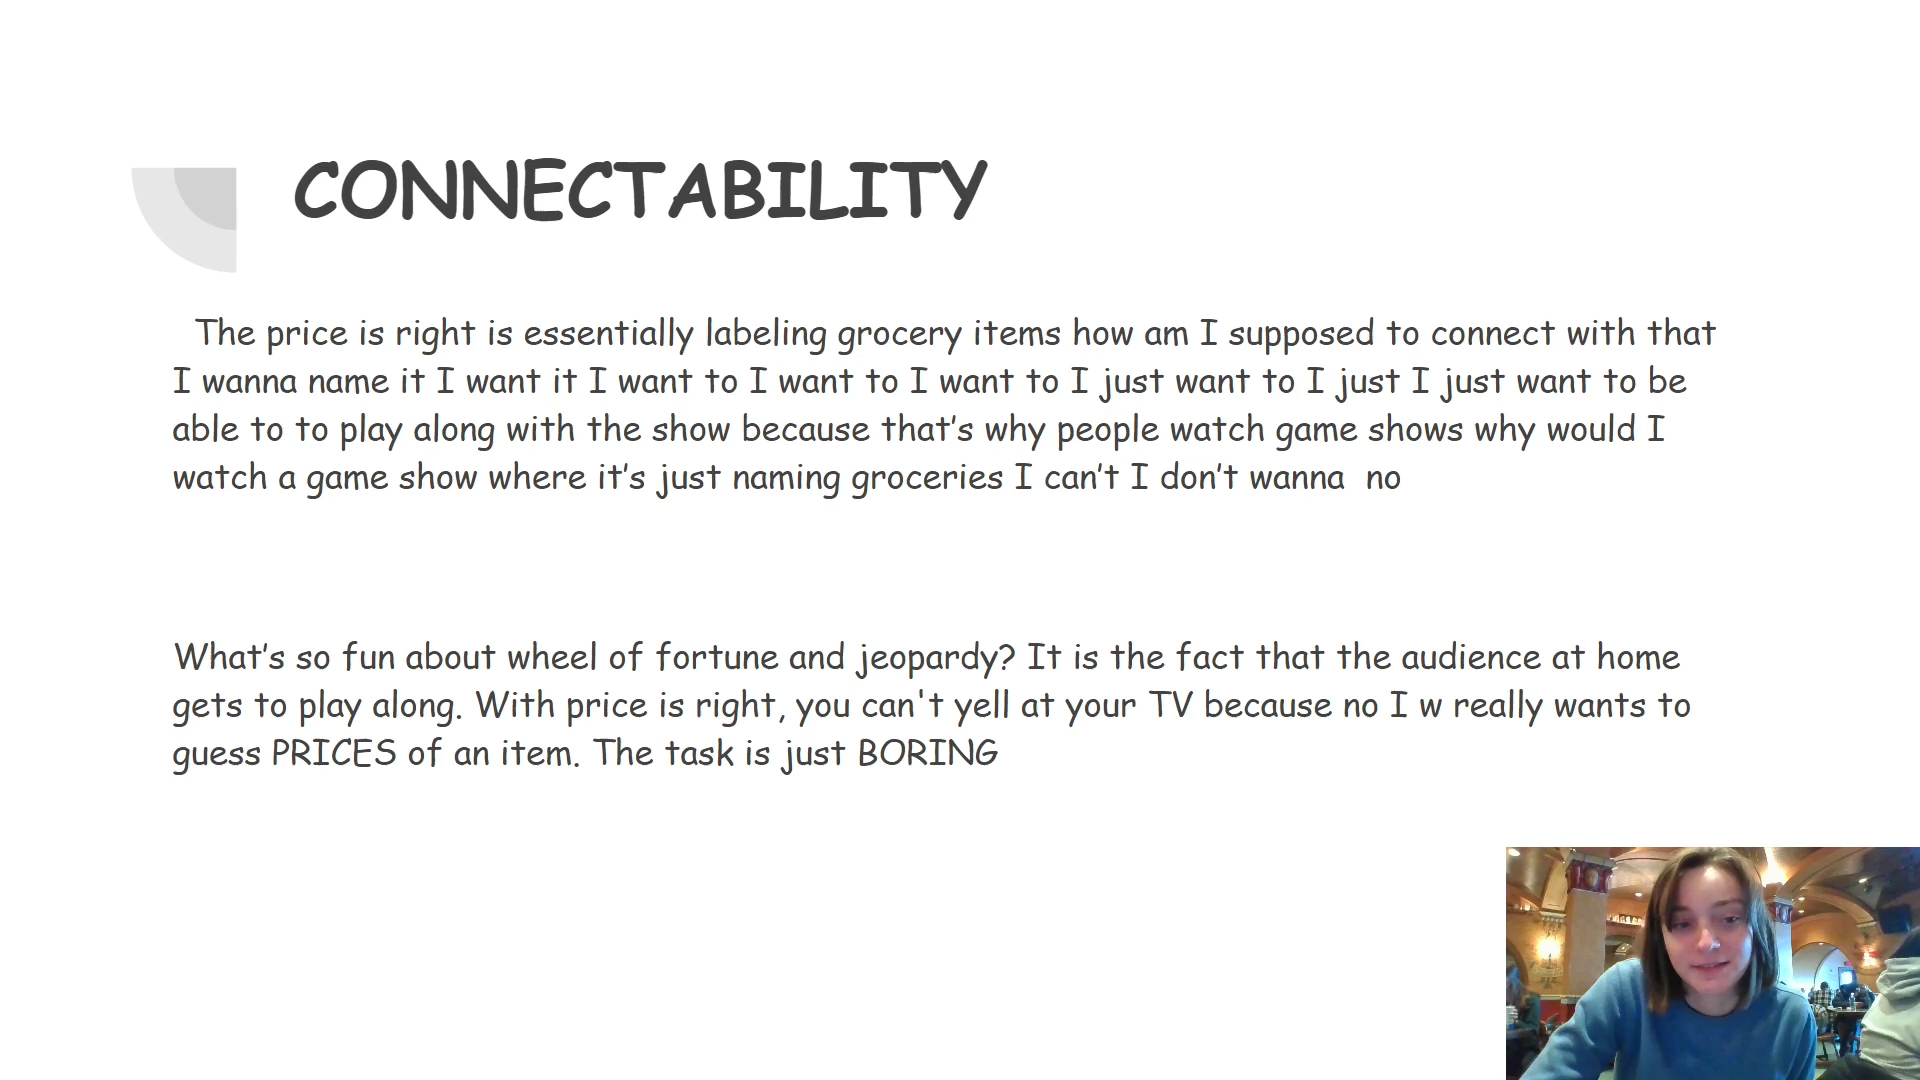 CONNECTABILITY
The price is right is essentially labeling grocery items how am I supposed to connect with that
I wanna name it I want it I want to I want to I want to I just want to I just I just want to be
able to to play along with the show because that’s why people watch game shows why would I
watch a game show where it’s just naming groceries I can’t I don’t wanna  no
What’s so fun about wheel of fortune and jeopardy? It is the fact that the audience at home
gets to play along. With price is right, you can't yell at your TV because no I w really wants to
guess PRICES of an item. The task is just BORING